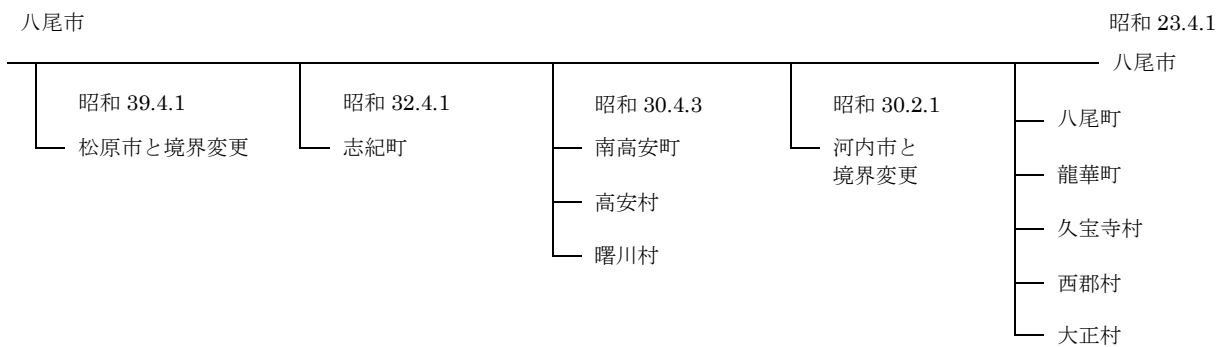 八尾市
昭和 23.4.1
八尾市
昭和 39.4.1
松原市と境界変更
昭和 32.4.1
志紀町
昭和 30.4.3
南高安町
高安村
曙川村
昭和 30.2.1
河内市と
境界変更
八尾町
龍華町
久宝寺村
西郡村
大正村